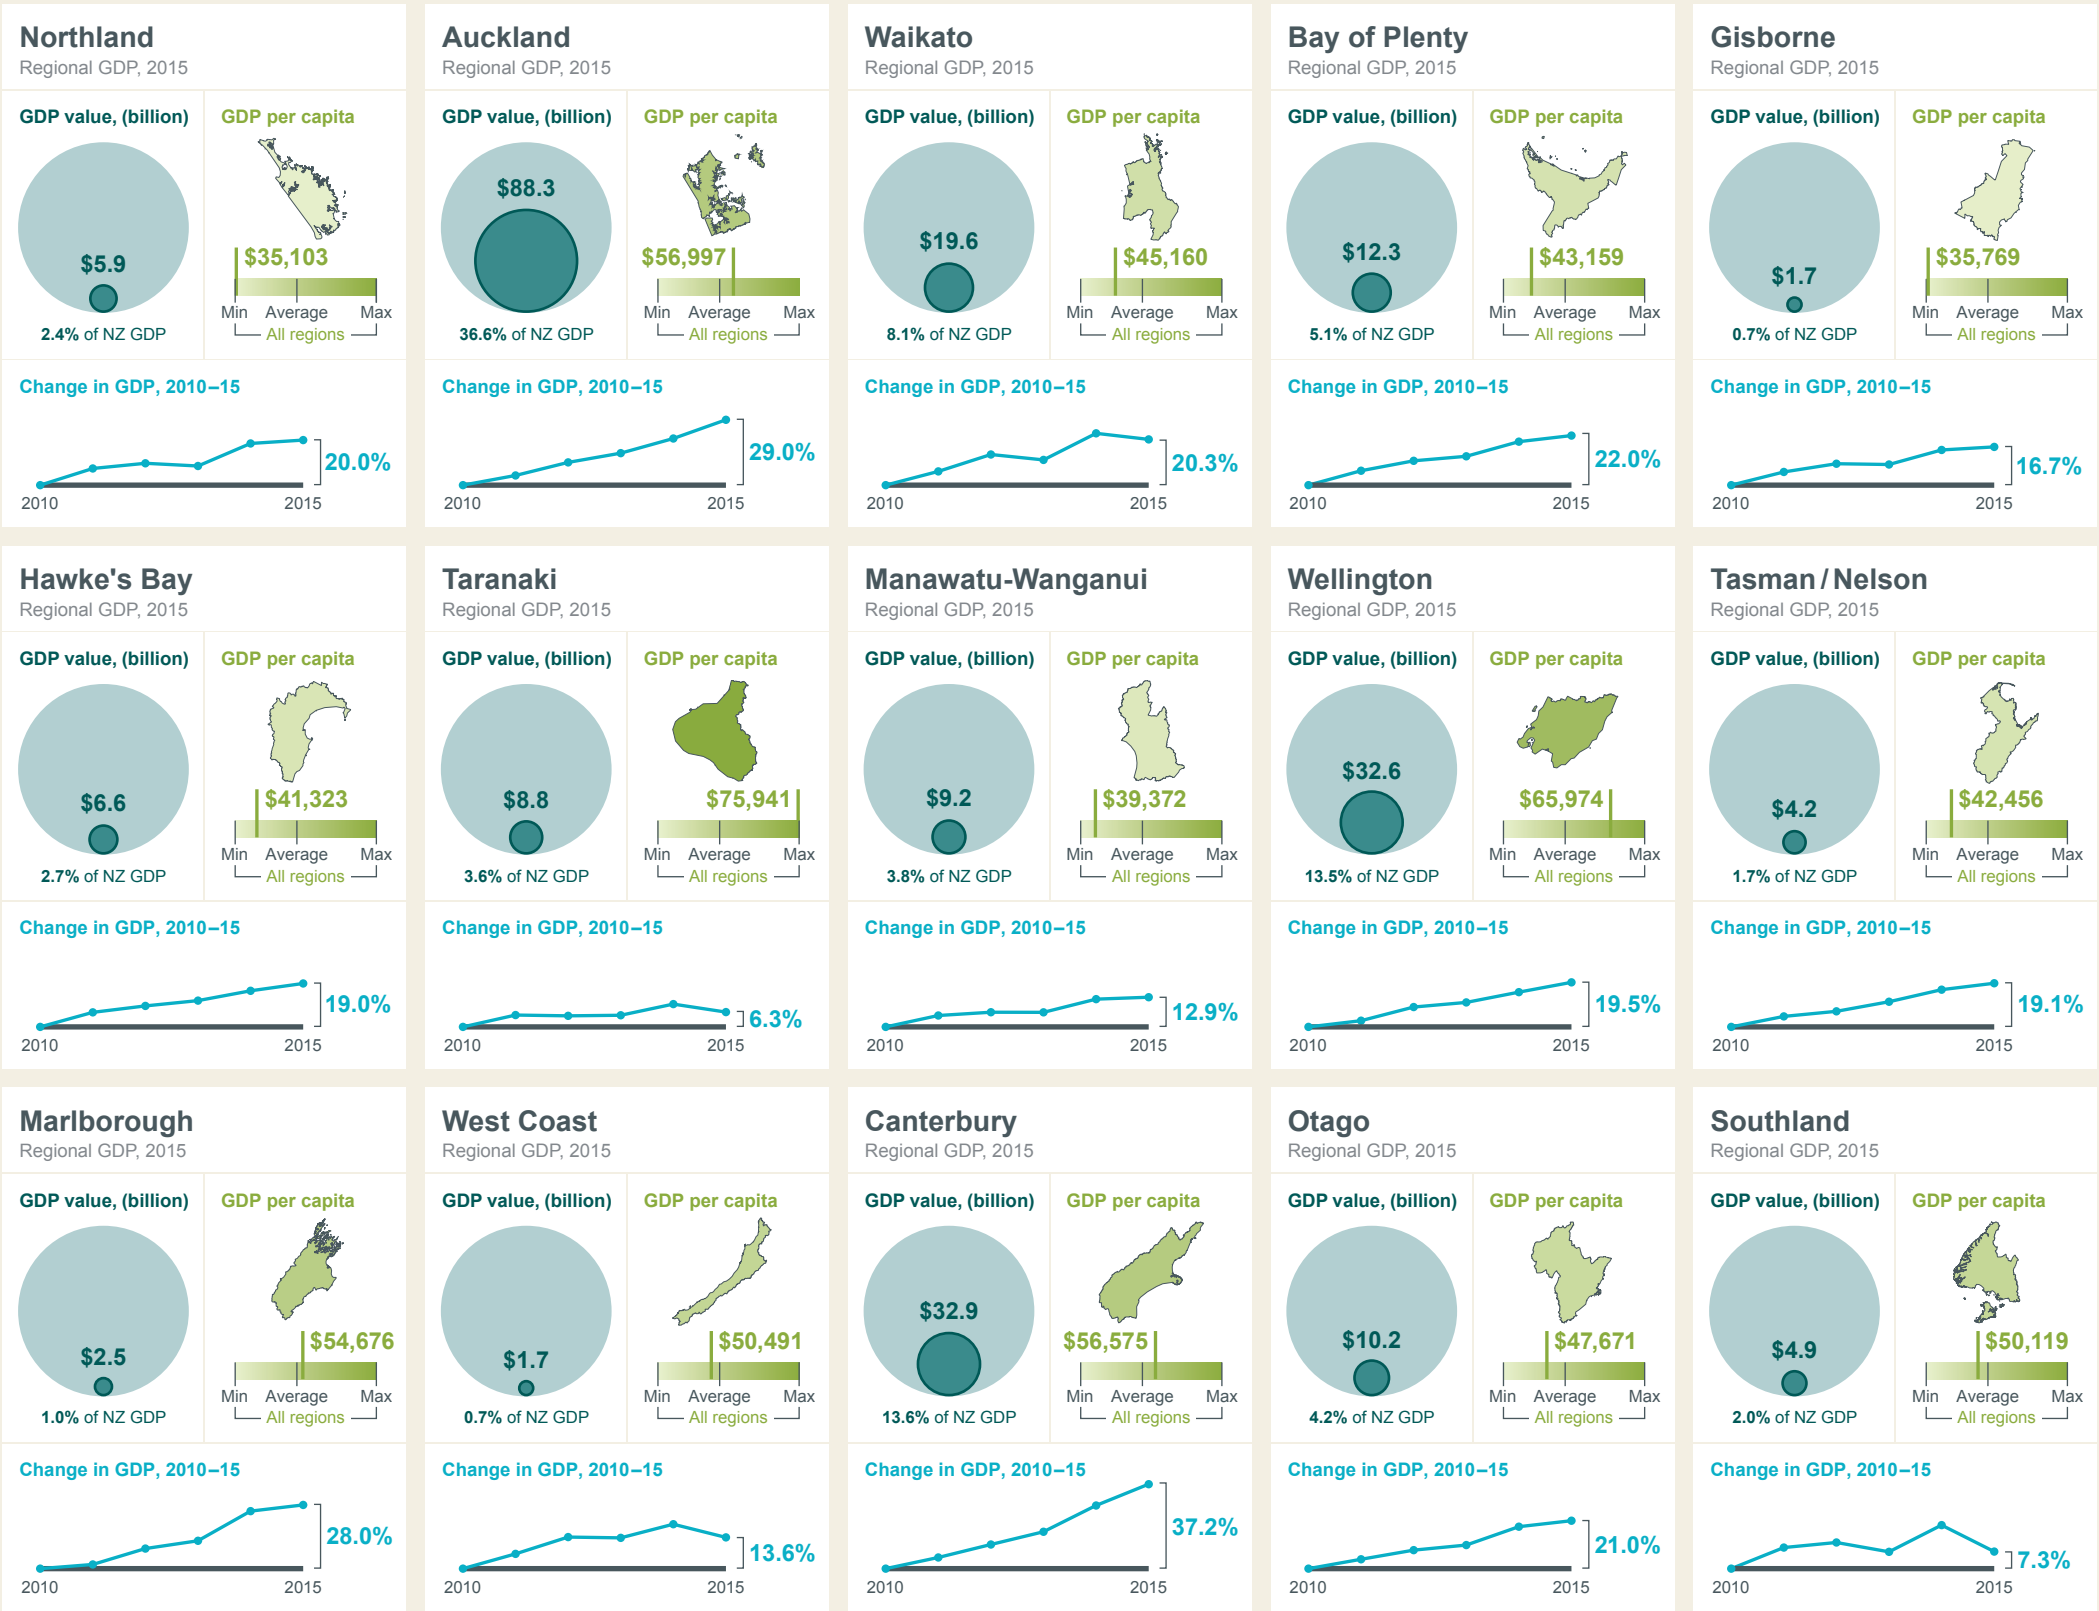 Northland
Regional GDP, 2015
GDP value, (billion)
GDP per capita
$5.9
$35,103
Min Average Max
All regions
2.4% of NZ GDP
Change in GDP, 2010–15
20.0%
2010 2015
Auckland
Regional GDP, 2015
GDP value, (billion)
GDP per capita
$88.3
$56,997
Min Average Max
All regions
36.6% of NZ GDP
Change in GDP, 2010–15
29.0%
2010 2015
Waikato
Regional GDP, 2015
GDP value, (billion)
GDP per capita
$19.6
$45,160
Min Average Max
All regions
8.1% of NZ GDP
Change in GDP, 2010–15
20.3%
2010 2015
Bay of Plenty
Regional GDP, 2015
GDP value, (billion)
GDP per capita
$12.3
$43,159
Min Average Max
All regions
5.1% of NZ GDP
Change in GDP, 2010–15
22.0%
2010 2015
Gisborne
Regional GDP, 2015
GDP value, (billion)
GDP per capita
$1.7
$35,769
Min Average Max
All regions
0.7% of NZ GDP
Change in GDP, 2010–15
16.7%
2010 2015
Hawke's Bay
Regional GDP, 2015
GDP value, (billion)
GDP per capita
$6.6
$41,323
Min Average Max
All regions
2.7% of NZ GDP
Change in GDP, 2010–15
19.0%
2010 2015
Taranaki
Regional GDP, 2015
GDP value, (billion)
GDP per capita
$8.8
$75,941
Min Average Max
All regions
3.6% of NZ GDP
Change in GDP, 2010–15
6.3%
2010 2015
Manawatu-Wanganui
Regional GDP, 2015
GDP value, (billion)
GDP per capita
$9.2
$39,372
Min Average Max
All regions
3.8% of NZ GDP
Change in GDP, 2010–15
12.9%
2010 2015
Wellington
Regional GDP, 2015
GDP value, (billion)
GDP per capita
$32.6
$65,974
Min Average Max
All regions
13.5% of NZ GDP
Change in GDP, 2010–15
19.5%
2010 2015
Tasman / Nelson
Regional GDP, 2015
GDP value, (billion)
GDP per capita
$4.2
$42,456
Min Average Max
All regions
1.7% of NZ GDP
Change in GDP, 2010–15
19.1%
2010 2015
Marlborough
Regional GDP, 2015
GDP value, (billion)
GDP per capita
$2.5
$54,676
Min Average Max
All regions
1.0% of NZ GDP
Change in GDP, 2010–15
28.0%
2010 2015
West Coast
Regional GDP, 2015
GDP value, (billion)
GDP per capita
$1.7
$50,491
Min Average Max
All regions
0.7% of NZ GDP
Change in GDP, 2010–15
13.6%
2010 2015
Canterbury
Regional GDP, 2015
GDP value, (billion)
GDP per capita
$32.9
$56,575
Min Average Max
All regions
13.6% of NZ GDP
Change in GDP, 2010–15
37.2%
2010 2015
Otago
Regional GDP, 2015
GDP value, (billion)
GDP per capita
$10.2
$47,671
Min Average Max
All regions
4.2% of NZ GDP
Change in GDP, 2010–15
21.0%
2010 2015
Southland
Regional GDP, 2015
GDP value, (billion)
GDP per capita
$4.9
$50,119
Min Average Max
All regions
2.0% of NZ GDP
Change in GDP, 2010–15
7.3%
2010 2015